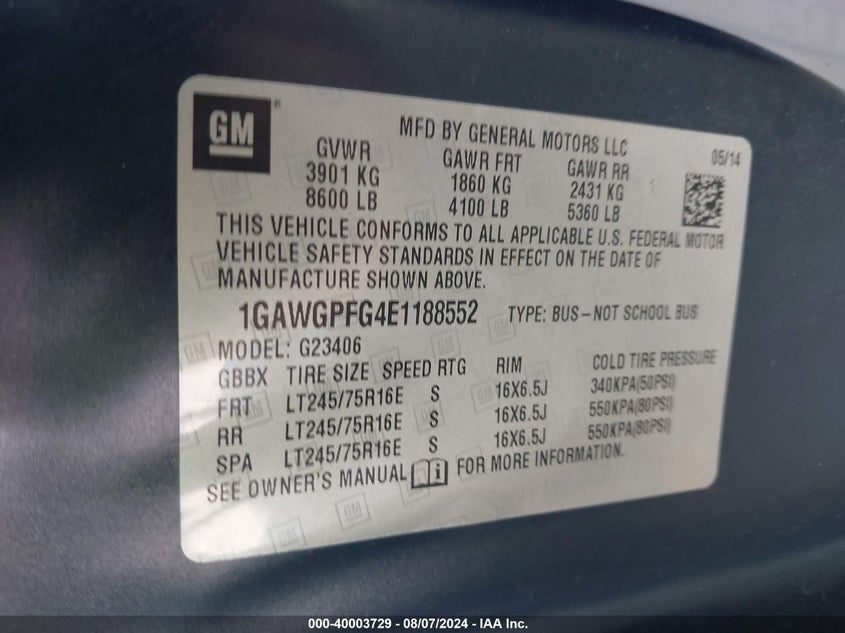 GM
MFD BY GENERAL MOTORS LLC
05/14
GVWR GAWR FRT GAWR RR
3901 KG 1860 KG 2431 KG
8600 LB 4100 LB 5360 LB
THIS VEHICLE CONFORMS TO ALL APPLICABLE U.S. FEDERAL MOTOR
VEHICLE SAFETY STANDARDS IN EFFECT ON THE DATE OF
MANUFACTURE SHOWN ABOVE.
1GAWGPFG4E1188552 TYPE: BUS-NOT SCHOOL BUS
MODEL: G23406
GBBX TIRE SIZE SPEED RTG RIM COLD TIRE PRESSURE
FRT LT245/75R16E S 16X6.5J 340KPA(50PSI)
RR LT245/75R16E S 16X6.5J 550KPA(80PSI)
SPA LT245/75R16E S 16X6.5J 550KPA(80PSI)
SEE OWNER'S MANUAL FOR MORE INFORMATION.
000-40003729 - 08/07/2024 - IAA Inc.